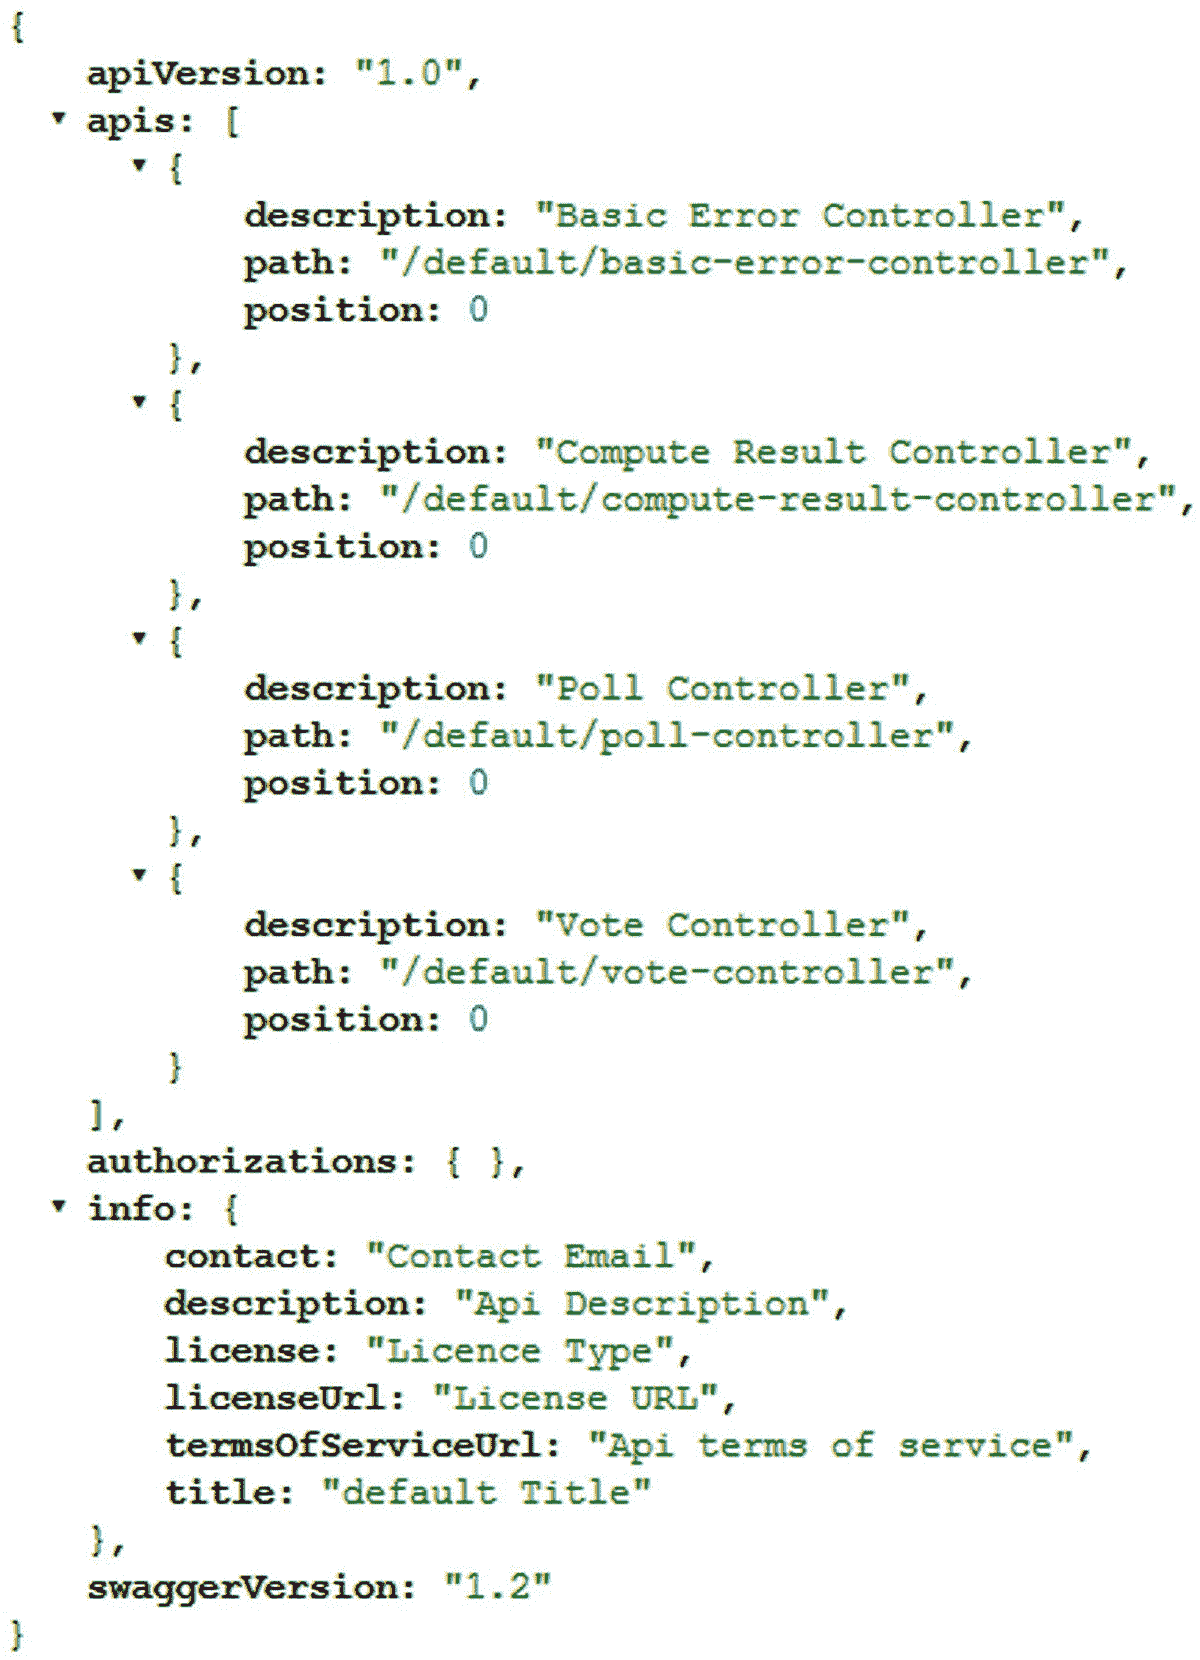 {
apiVersion: "1.0",
▾ apis: [
▾ {
description: "Basic Error Controller",
path: "/default/basic-error-controller",
position: 0
},
▾ {
description: "Compute Result Controller",
path: "/default/compute-result-controller",
position: 0
},
▾ {
description: "Poll Controller",
path: "/default/poll-controller",
position: 0
},
▾ {
description: "Vote Controller",
path: "/default/vote-controller",
position: 0
}
],
authorizations: { },
▾ info: {
contact: "Contact Email",
description: "Api Description",
license: "Licence Type",
licenseUrl: "License URL",
termsOfServiceUrl: "Api terms of service",
title: "default Title"
},
swaggerVersion: "1.2"
}